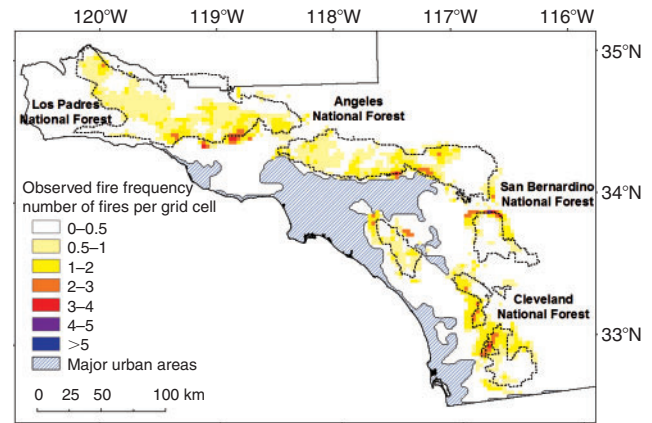 120°W 119°W 118°W 117°W 116°W
35°N
Los Padres
National Forest
Angeles
National Forest
34°N
San Bernardino
National Forest
Cleveland
National Forest
33°N
Observed fire frequency
number of fires per grid cell
0–0.5
0.5–1
1–2
2–3
3–4
4–5
>5
Major urban areas
0 25 50 100 km